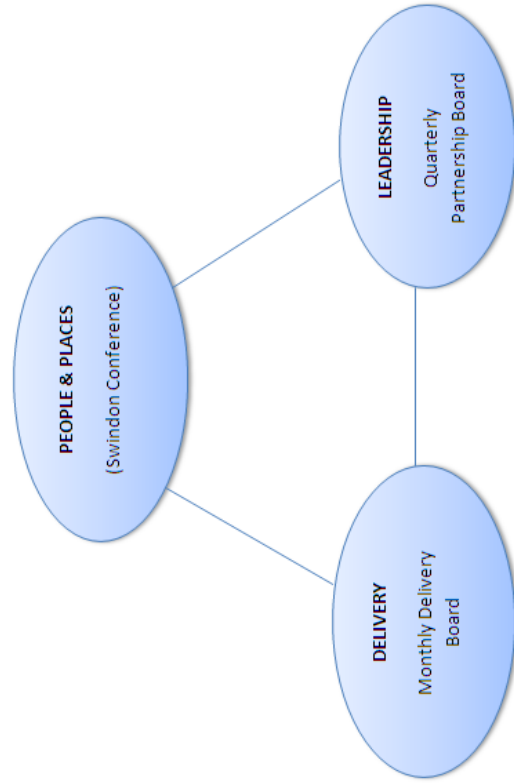 PEOPLE & PLACES
(Swindon Conference)
DELIVERY
Monthly Delivery
Board
LEADERSHIP
Quarterly
Partnership Board